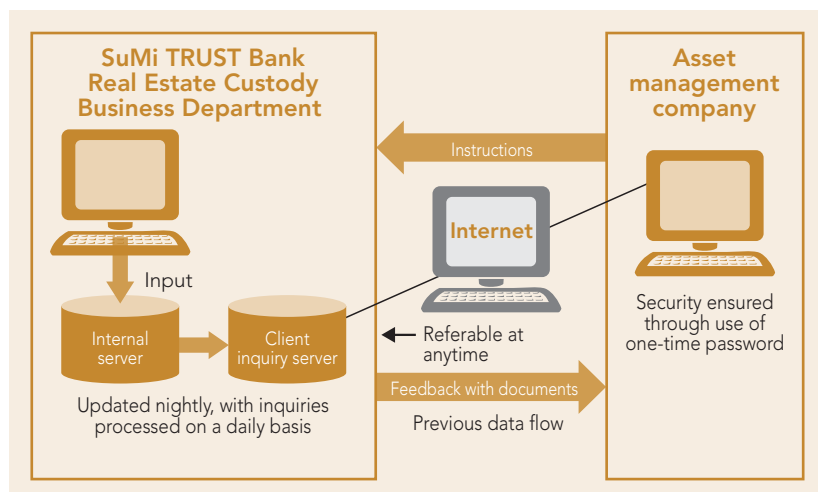 SuMi TRUST Bank
Real Estate Custody
Business Department
Input
Internal
server
Client
inquiry server
Updated nightly, with inquiries
processed on a daily basis
Instructions
Internet
Referable at
anytime
Feedback with documents
Previous data flow
Asset
management
company
Security ensured
through use of
one-time password